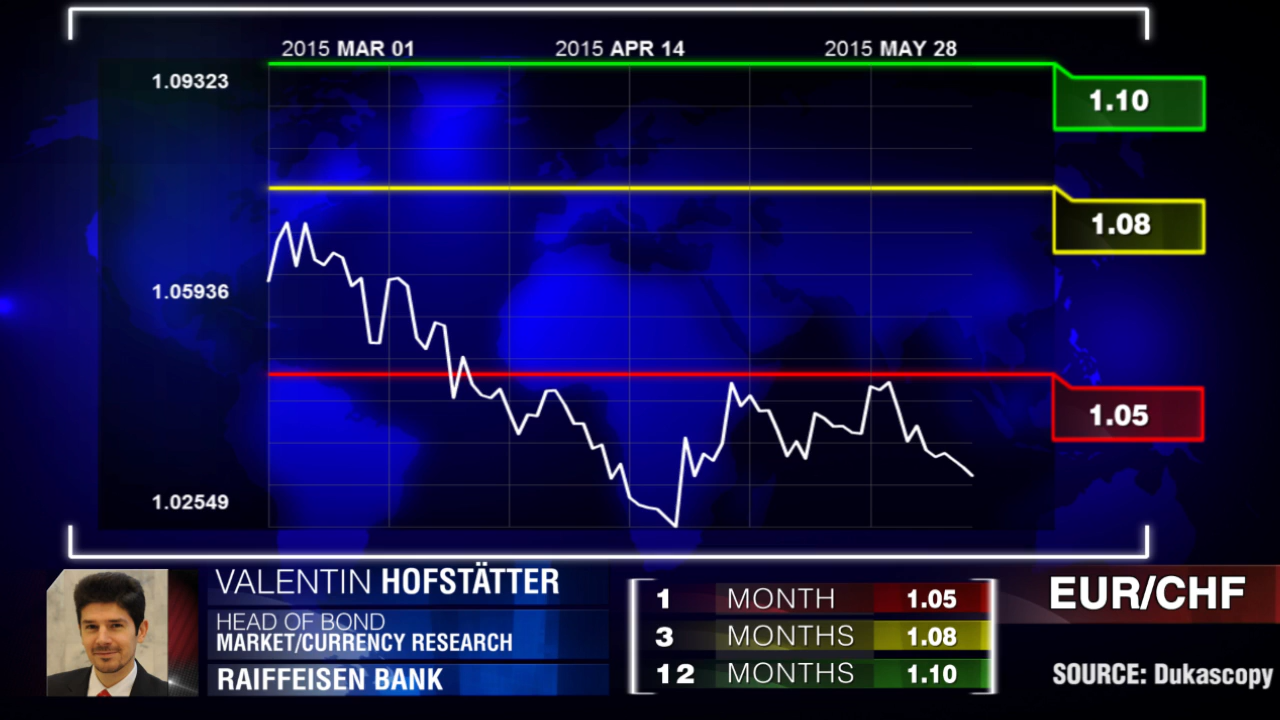 2015 MAR 01 2015 APR 14 2015 MAY 28
1.09323
1.10
1.08
1.05936
1.05
1.02549
VALENTIN HOFSTÄTTER
HEAD OF BOND
MARKET/CURRENCY RESEARCH
RAIFFEISEN BANK
1 MONTH 1.05
3 MONTHS 1.08
12 MONTHS 1.10
EUR/CHF
SOURCE: Dukascopy